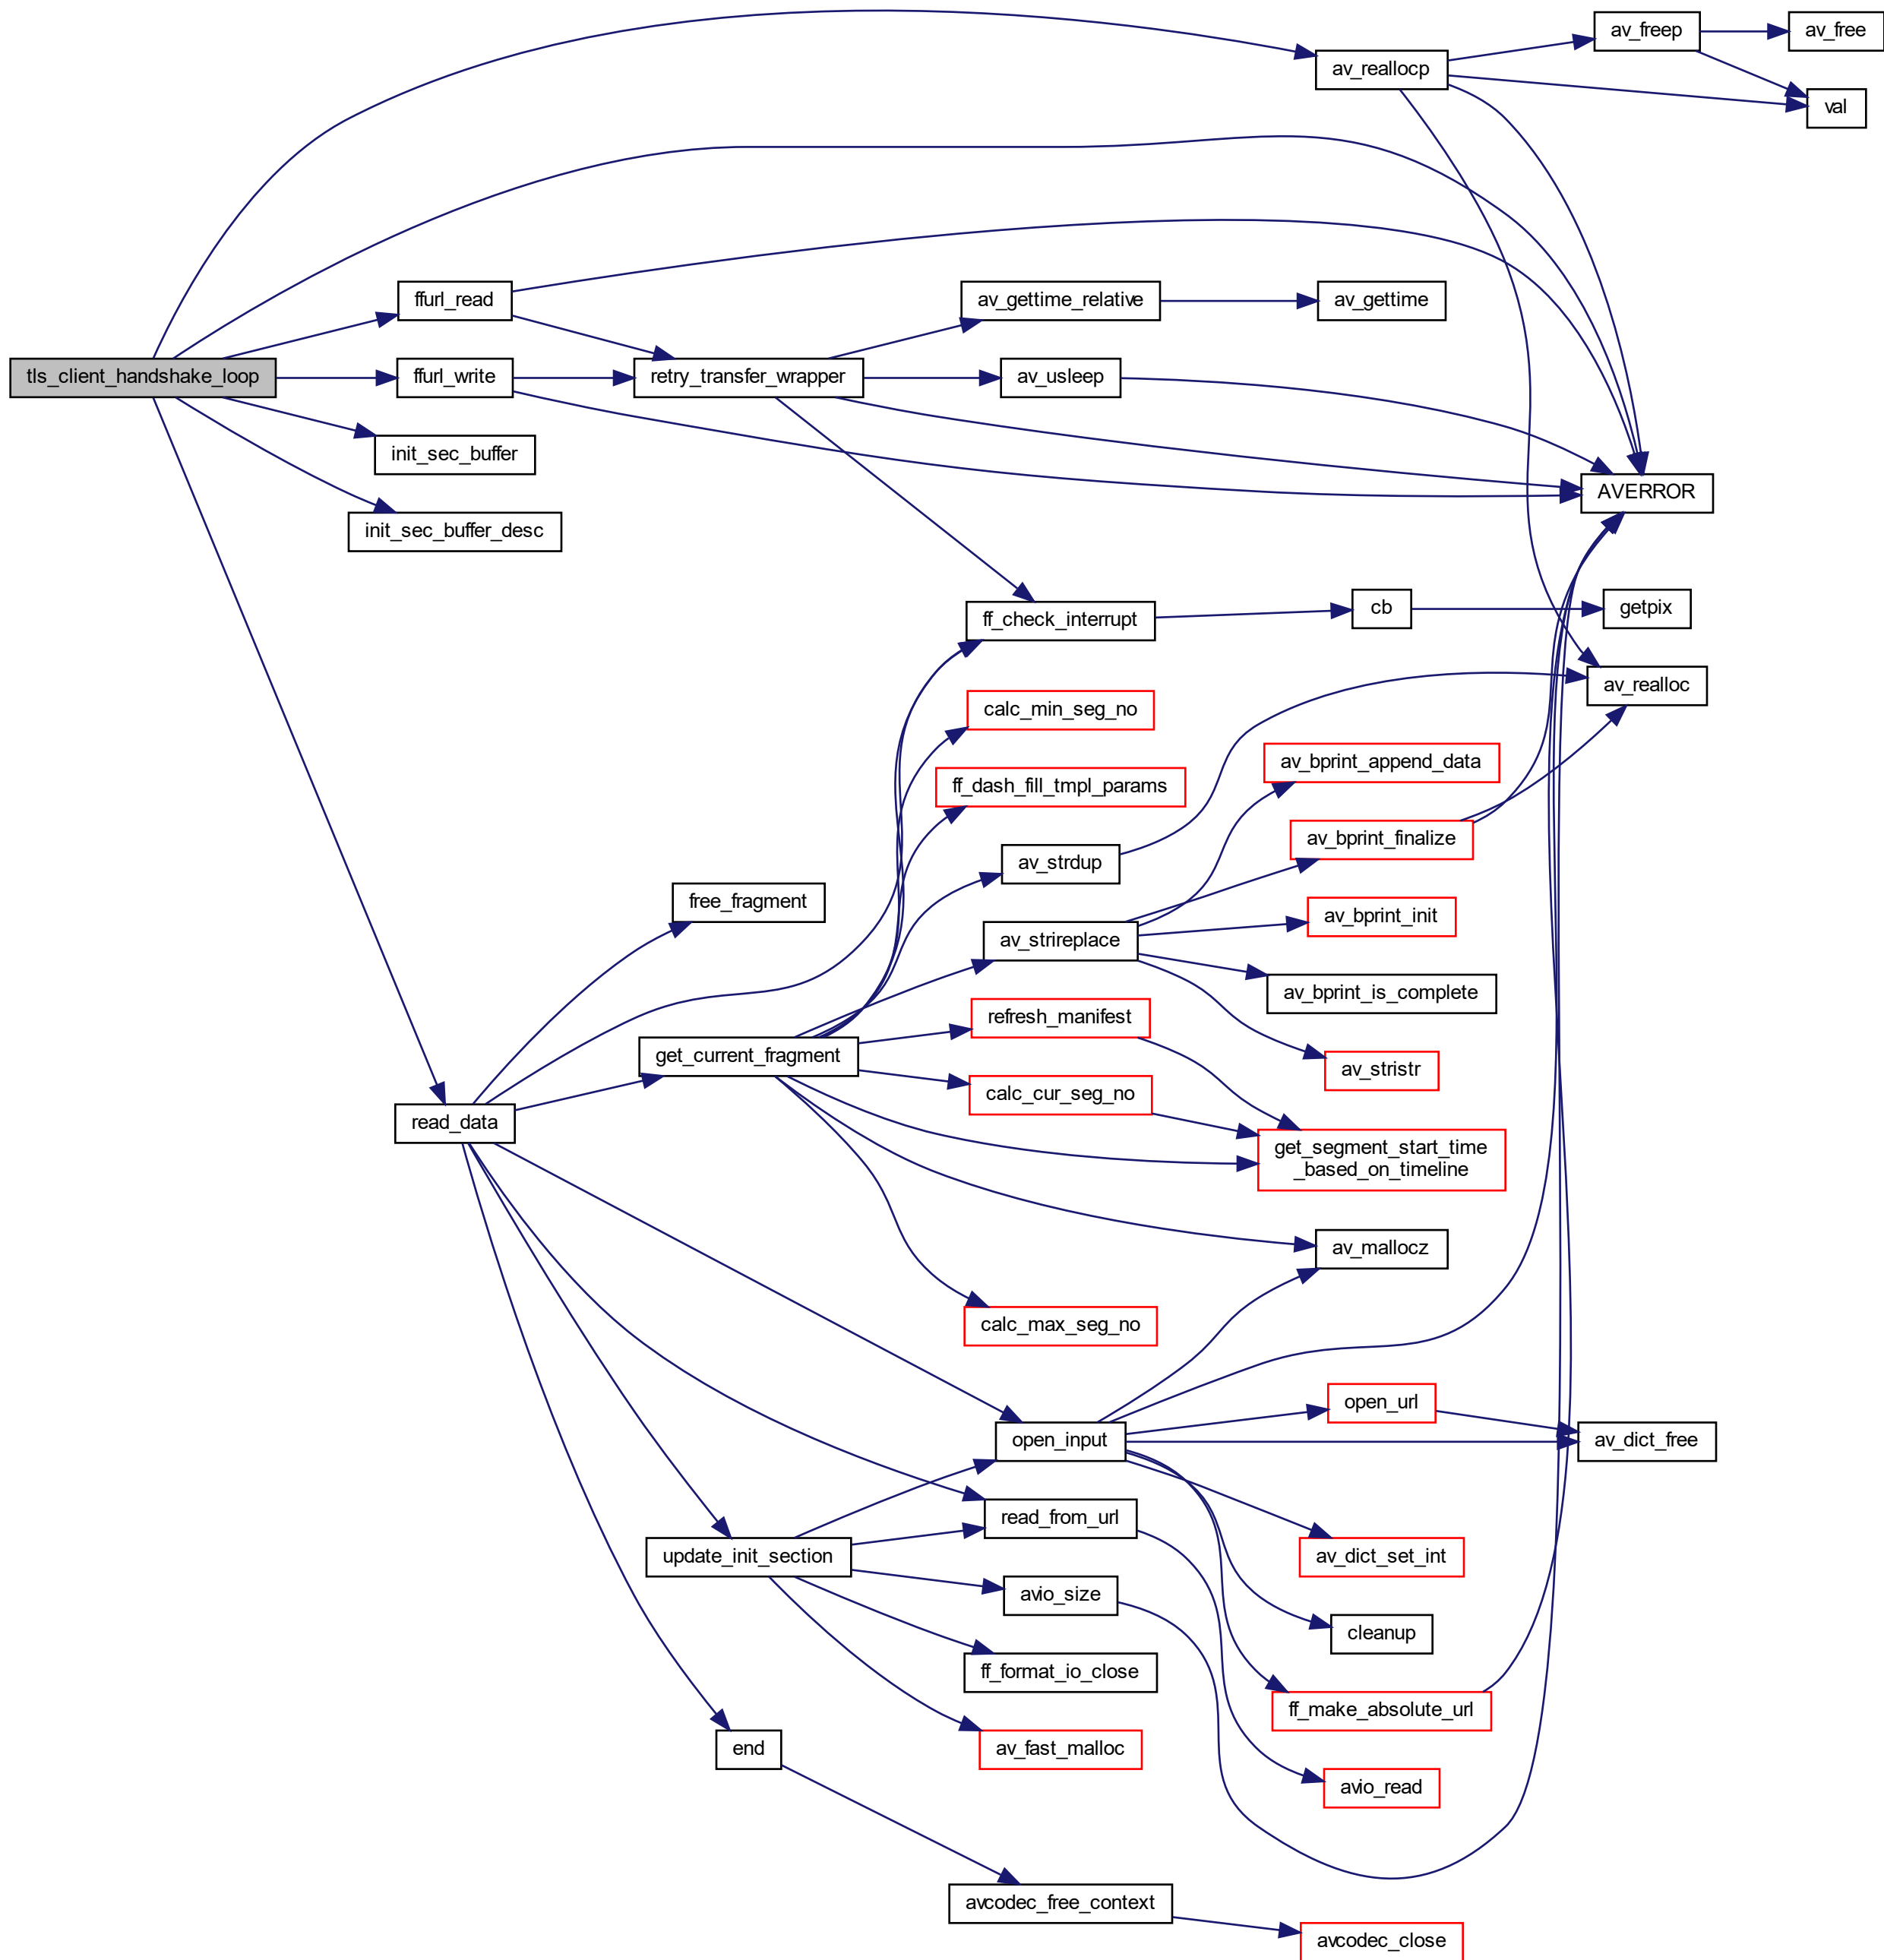 av_freep
av_free
av_reallocp
val
ffurl_read
av_gettime_relative
av_gettime
tls_client_handshake_loop
ffurl_write
retry_transfer_wrapper
av_usleep
init_sec_buffer
AVERROR
init_sec_buffer_desc
ff_check_interrupt
cb
getpix
calc_min_seg_no
av_realloc
ff_dash_fill_tmpl_params
av_bprint_append_data
av_strdup
av_bprint_finalize
free_fragment
av_strireplace
av_bprint_init
av_bprint_is_complete
refresh_manifest
get_current_fragment
av_stristr
calc_cur_seg_no
read_data
get_segment_start_time
_based_on_timeline
av_mallocz
calc_max_seg_no
open_url
open_input
av_dict_free
read_from_url
update_init_section
av_dict_set_int
avio_size
cleanup
ff_format_io_close
ff_make_absolute_url
end
av_fast_malloc
avio_read
avcodec_free_context
avcodec_close